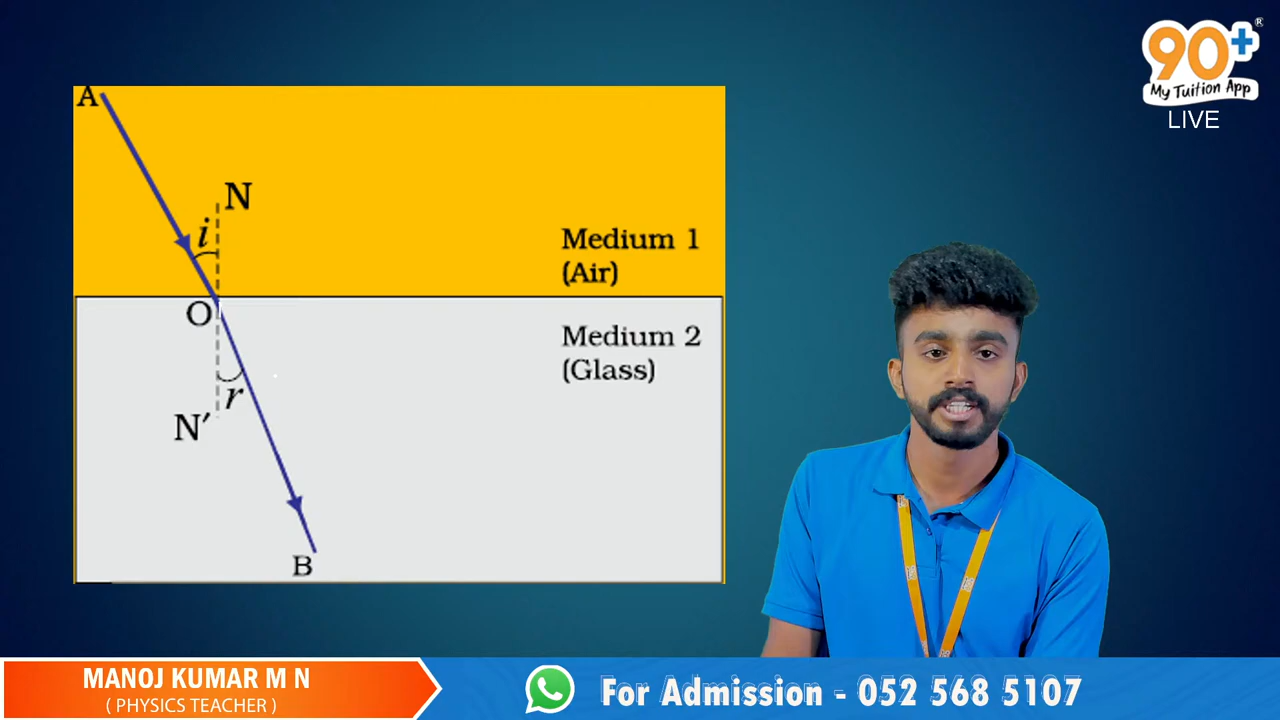 90+
®
My Tuition App
LIVE
A
N
i
Medium 1
(Air)
O
Medium 2
(Glass)
r
N′
B
MANOJ KUMAR M N
( PHYSICS TEACHER )
For Admission - 052 568 5107